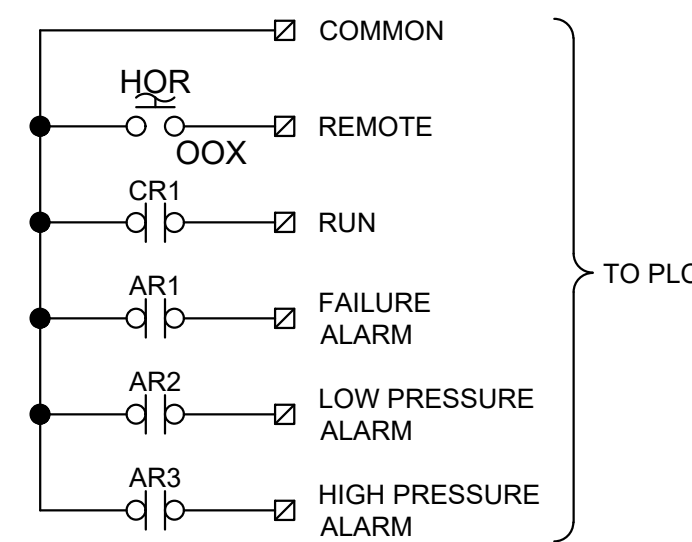 COMMON
HOR
REMOTE
OOX
CR1
RUN
AR1
FAILURE
ALARM
TO PLC
AR2
LOW PRESSURE
ALARM
AR3
HIGH PRESSURE
ALARM